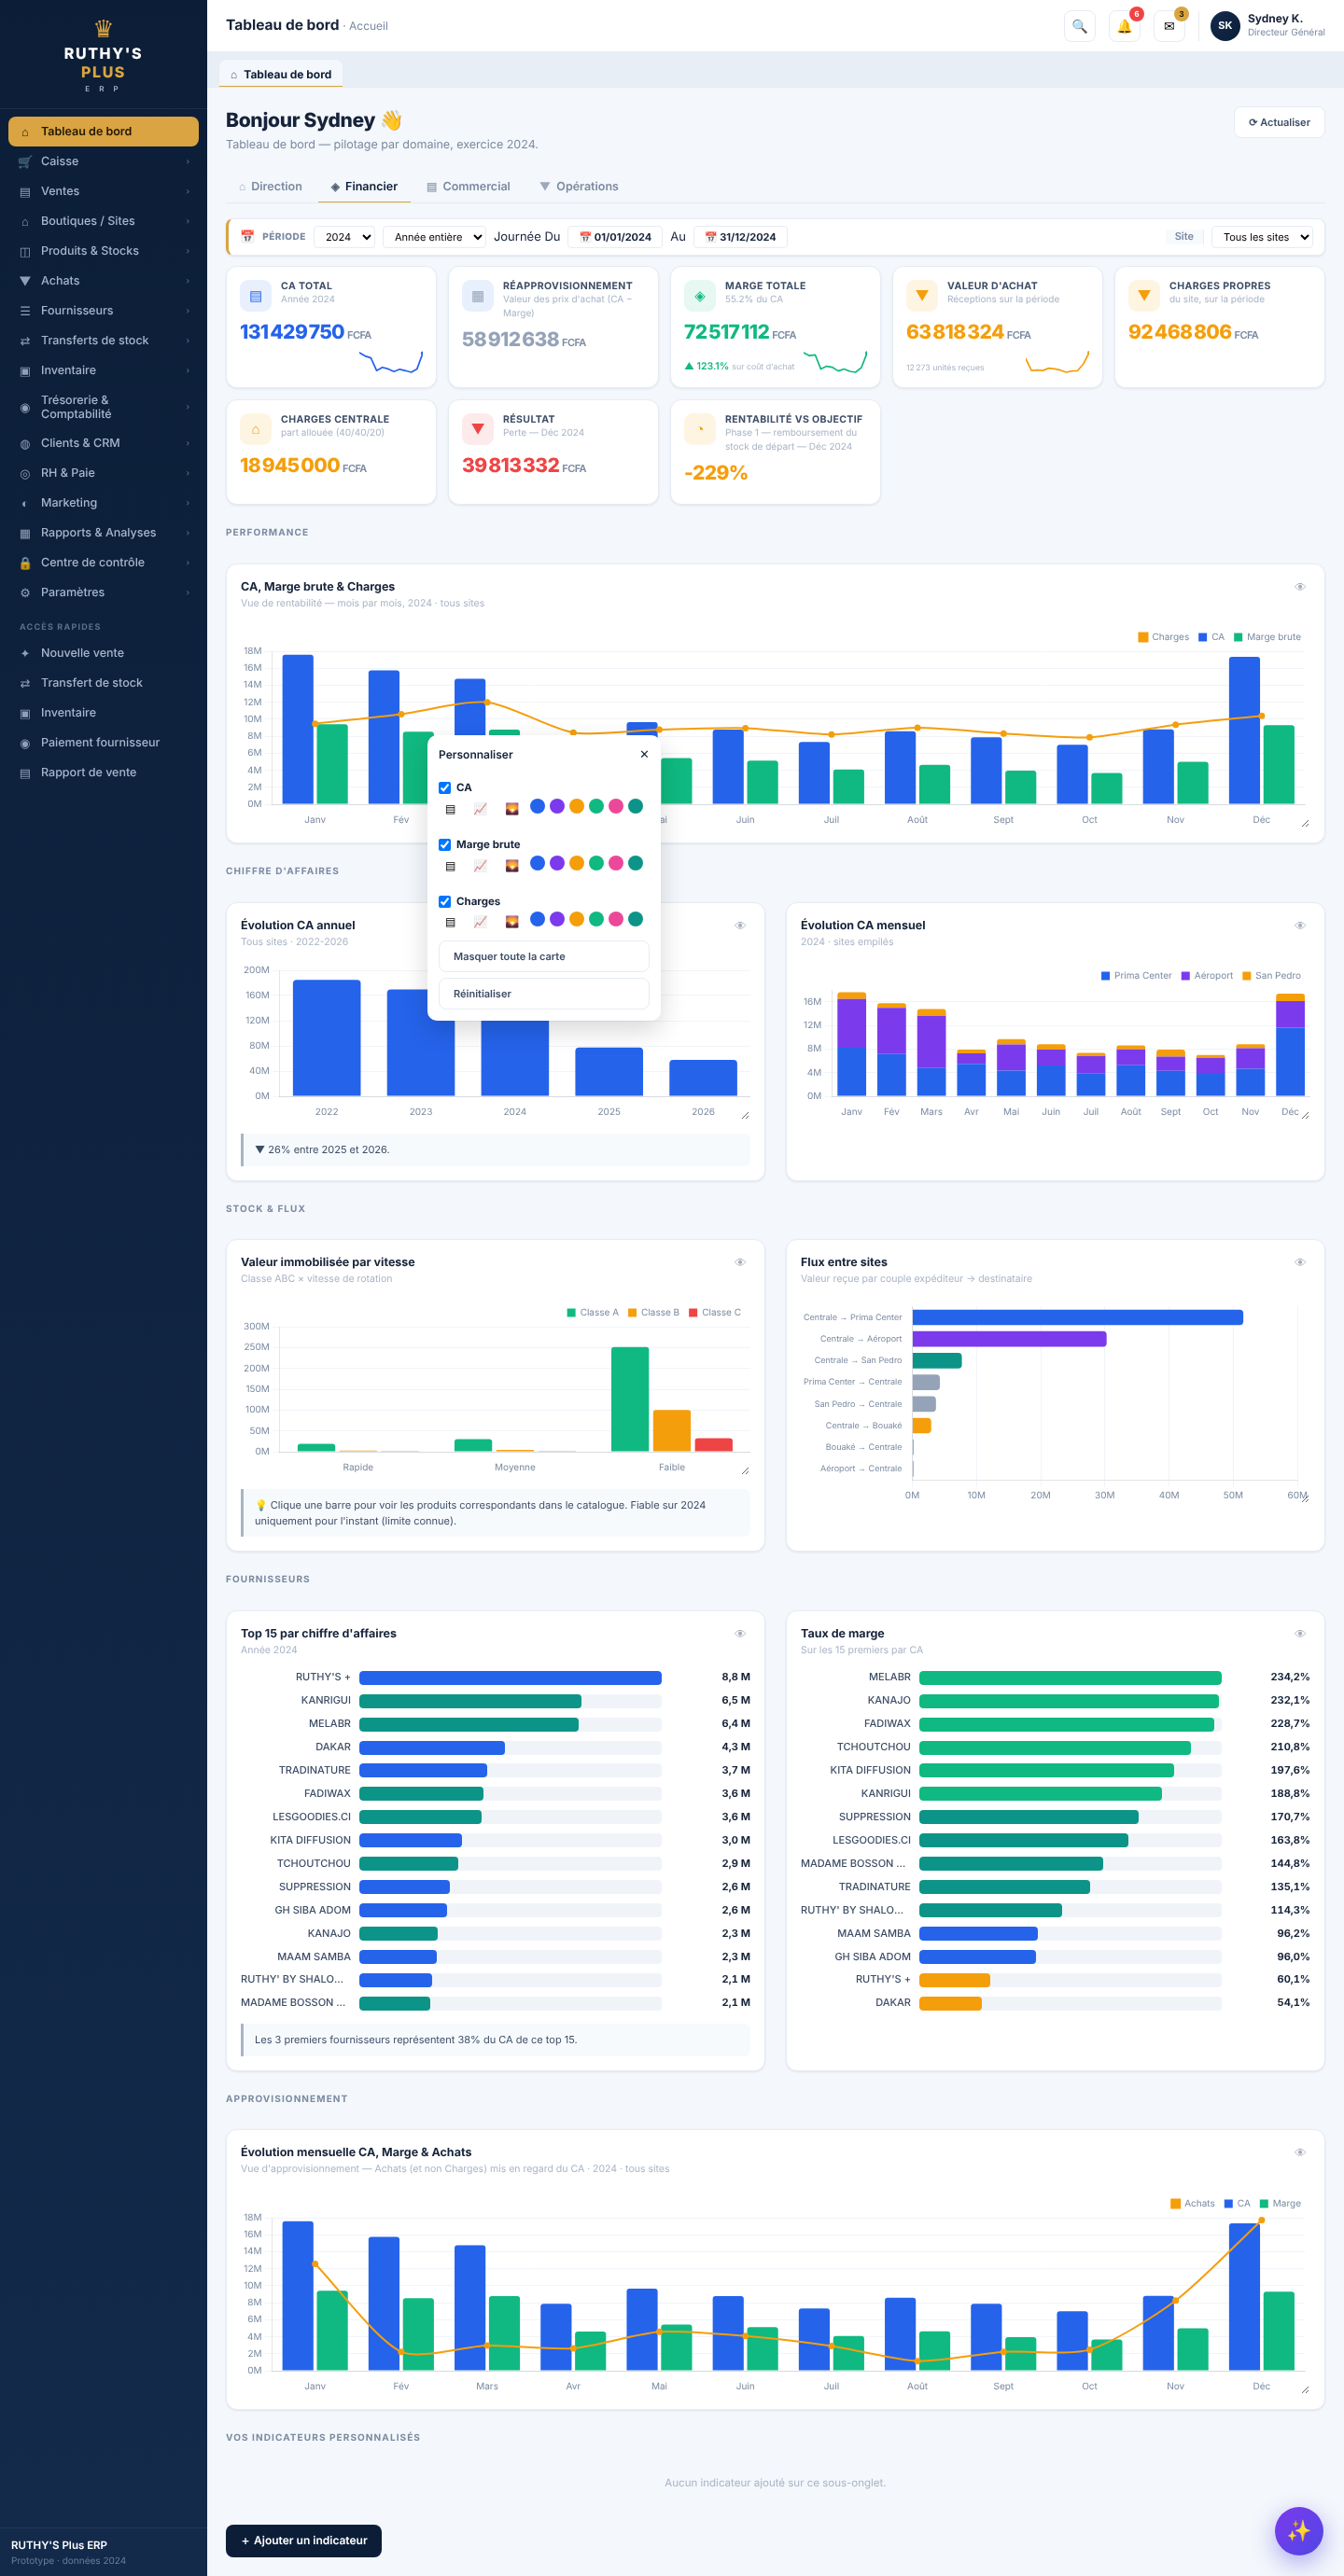 RUTHY'S
PLUS
E R P
Tableau de bord
Caisse
Ventes
Boutiques / Sites
Produits & Stocks
Achats
Fournisseurs
Transferts de stock
Inventaire
Trésorerie &
Comptabilité
Clients & CRM
RH & Paie
Marketing
Rapports & Analyses
Centre de contrôle
Paramètres
ACCÈS RAPIDES
Nouvelle vente
Transfert de stock
Inventaire
Paiement fournisseur
Rapport de vente
RUTHY'S Plus ERP
Prototype · données 2024
Tableau de bord · Accueil
6
3
SK
Sydney K.
Directeur Général
Tableau de bord
Bonjour Sydney 👋
Tableau de bord — pilotage par domaine, exercice 2024.
⟳ Actualiser
Direction
Financier
Commercial
Opérations
PÉRIODE 2024 Année entière Journée Du 01/01/2024 Au 31/12/2024 Site Tous les sites
CA TOTAL
Année 2024
131 429 750 FCFA
RÉAPPROVISIONNEMENT
Valeur des prix d'achat (CA −
Marge)
58 912 638 FCFA
MARGE TOTALE
55.2% du CA
72 517 112 FCFA
▲ 123.1% sur coût d'achat
VALEUR D'ACHAT
Réceptions sur la période
63 818 324 FCFA
12 273 unités reçues
CHARGES PROPRES
du site, sur la période
92 468 806 FCFA
CHARGES CENTRALE
part allouée (40/40/20)
18 945 000 FCFA
RÉSULTAT
Perte — Déc 2024
39 813 332 FCFA
RENTABILITÉ VS OBJECTIF
Phase 1 — remboursement du
stock de départ — Déc 2024
-229%
PERFORMANCE
CA, Marge brute & Charges
Vue de rentabilité — mois par mois, 2024 · tous sites
Charges CA Marge brute
18M
16M
14M
12M
10M
8M
6M
4M
2M
0M
Janv Fév ai Juin Juil Août Sept Oct Nov Déc
Personnaliser ✕
CA
Marge brute
Charges
Masquer toute la carte
Réinitialiser
CHIFFRE D'AFFAIRES
Évolution CA annuel
Tous sites · 2022-2026
200M
160M
120M
80M
40M
0M
2022 2023 2024 2025 2026
▼ 26% entre 2025 et 2026.
Évolution CA mensuel
2024 · sites empilés
Prima Center Aéroport San Pedro
16M
12M
8M
4M
0M
Janv Fév Mars Avr Mai Juin Juil Août Sept Oct Nov Déc
STOCK & FLUX
Valeur immobilisée par vitesse
Classe ABC × vitesse de rotation
Classe A Classe B Classe C
300M
250M
200M
150M
100M
50M
0M
Rapide Moyenne Faible
💡 Clique une barre pour voir les produits correspondants dans le catalogue. Fiable sur 2024
uniquement pour l'instant (limite connue).
Flux entre sites
Valeur reçue par couple expéditeur → destinataire
Centrale → Prima Center
Centrale → Aéroport
Centrale → San Pedro
Prima Center → Centrale
San Pedro → Centrale
Centrale → Bouaké
Bouaké → Centrale
Aéroport → Centrale
0M 10M 20M 30M 40M 50M 60M
FOURNISSEURS
Top 15 par chiffre d'affaires
Année 2024
RUTHY'S + 8,8 M
KANRIGUI 6,5 M
MELABR 6,4 M
DAKAR 4,3 M
TRADINATURE 3,7 M
FADIWAX 3,6 M
LESGOODIES.CI 3,6 M
KITA DIFFUSION 3,0 M
TCHOUTCHOU 2,9 M
SUPPRESSION 2,6 M
GH SIBA ADOM 2,6 M
KANAJO 2,3 M
MAAM SAMBA 2,3 M
RUTHY' BY SHALO... 2,1 M
MADAME BOSSON ... 2,1 M
Les 3 premiers fournisseurs représentent 38% du CA de ce top 15.
Taux de marge
Sur les 15 premiers par CA
MELABR 234,2%
KANAJO 232,1%
FADIWAX 228,7%
TCHOUTCHOU 210,8%
KITA DIFFUSION 197,6%
KANRIGUI 188,8%
SUPPRESSION 170,7%
LESGOODIES.CI 163,8%
MADAME BOSSON ... 144,8%
TRADINATURE 135,1%
RUTHY' BY SHALO... 114,3%
MAAM SAMBA 96,2%
GH SIBA ADOM 96,0%
RUTHY'S + 60,1%
DAKAR 54,1%
APPROVISIONNEMENT
Évolution mensuelle CA, Marge & Achats
Vue d'approvisionnement — Achats (et non Charges) mis en regard du CA · 2024 · tous sites
Achats CA Marge
18M
16M
14M
12M
10M
8M
6M
4M
2M
0M
Janv Fév Mars Avr Mai Juin Juil Août Sept Oct Nov Déc
VOS INDICATEURS PERSONNALISÉS
Aucun indicateur ajouté sur ce sous-onglet.
+ Ajouter un indicateur